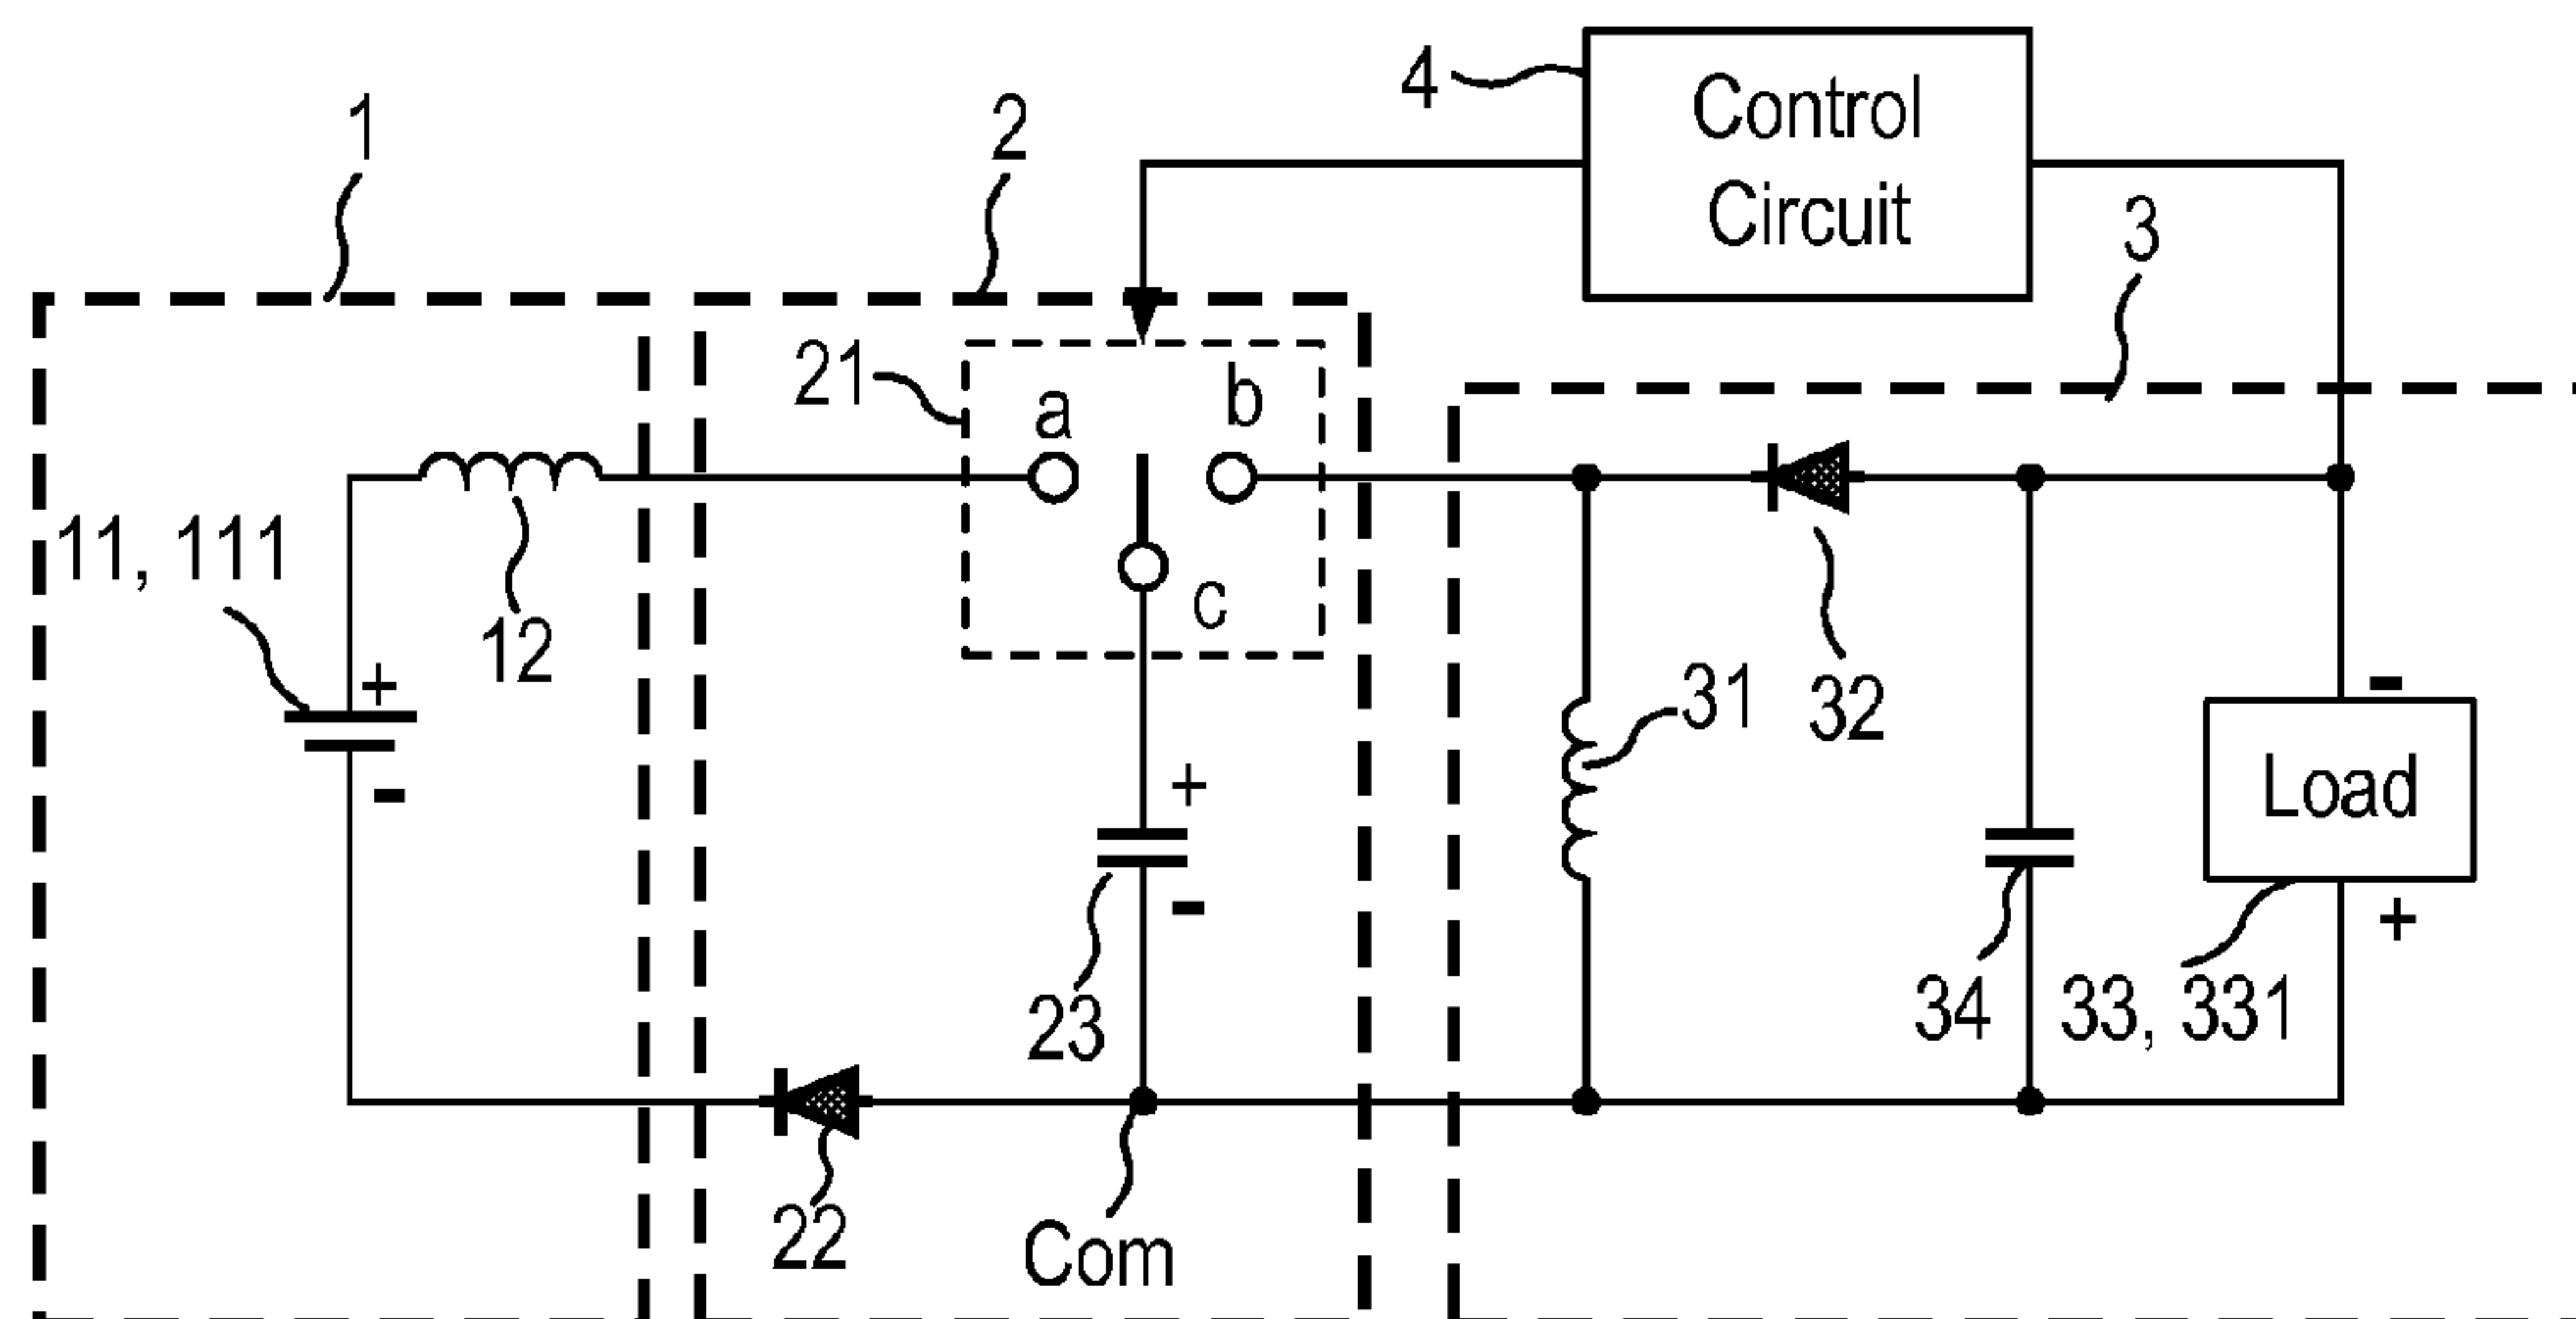 1
2
4
Control
Circuit
3
21
a
b
c
11, 111
12
+
-
31
32
-
Load
+
+
-
23
34
33, 331
22
Com